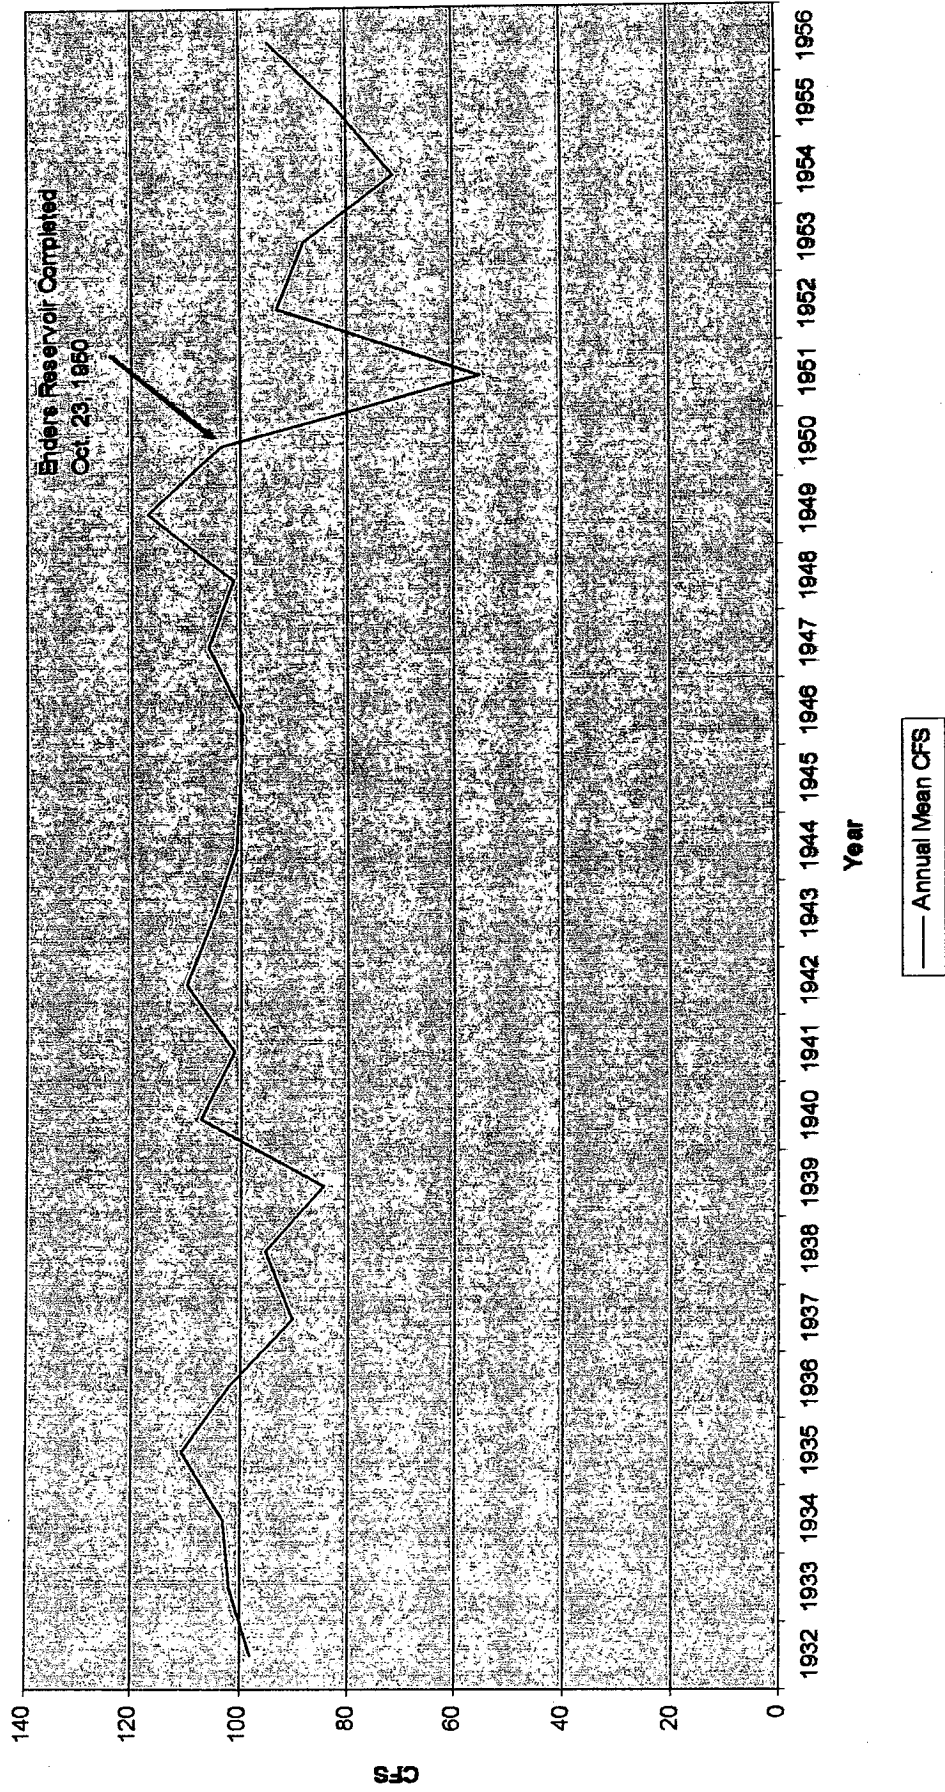 Enders Reservoir Completed
Oct. 23, 1950
CFS
140
120
100
80
60
40
20
0
1932 1933 1934 1935 1936 1937 1938 1939 1940 1941 1942 1943 1944 1945 1946 1947 1948 1949 1950 1951 1952 1953 1954 1955 1956
Year
Annual Mean CFS